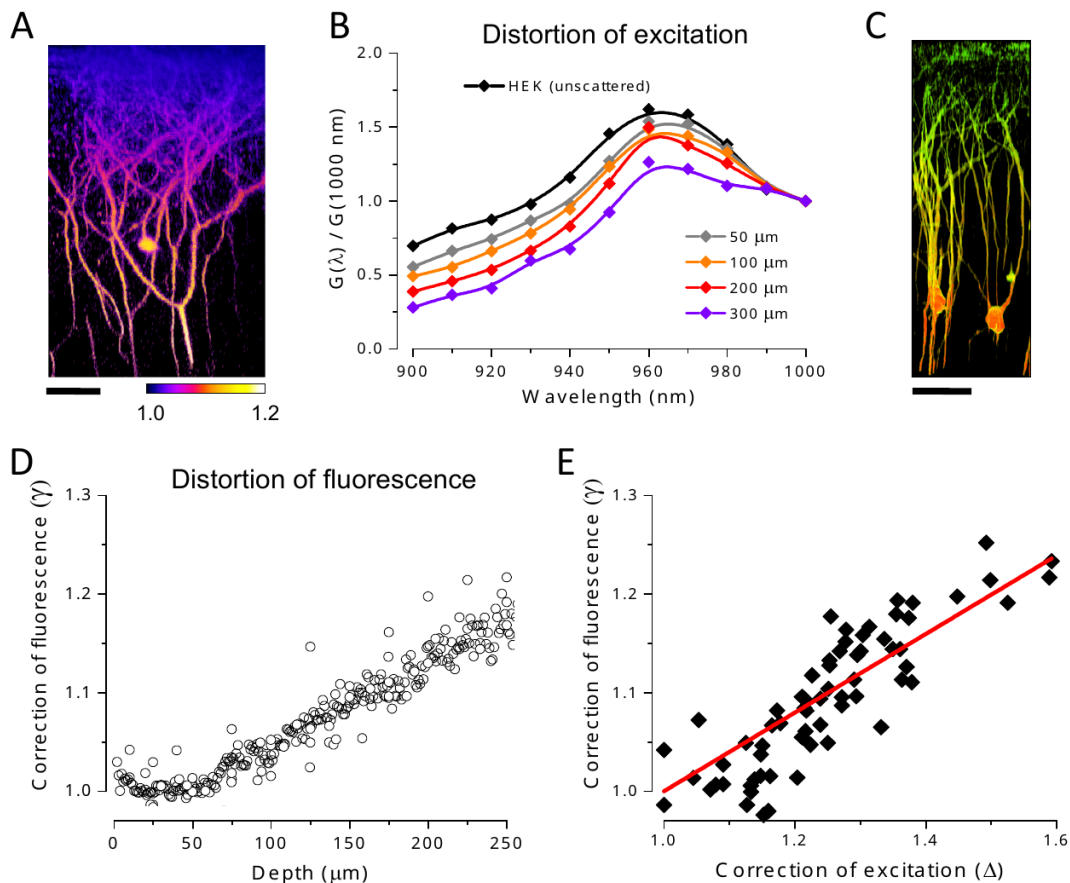 A
1.0 1.2
B
Distortion of excitation
HEK (unscattered)
50 μm
100 μm
200 μm
300 μm
G(λ) / G(1000 nm)
2.0
1.5
1.0
0.5
0.0
900 920 940 960 980 1000
Wavelength (nm)
C
D
Distortion of fluorescence
Correction of fluorescence (γ)
1.3
1.2
1.1
1.0
0 50 100 150 200 250
Depth (μm)
E
Correction of fluorescence (γ)
1.3
1.2
1.1
1.0
1.0 1.2 1.4 1.6
Correction of excitation (Δ)